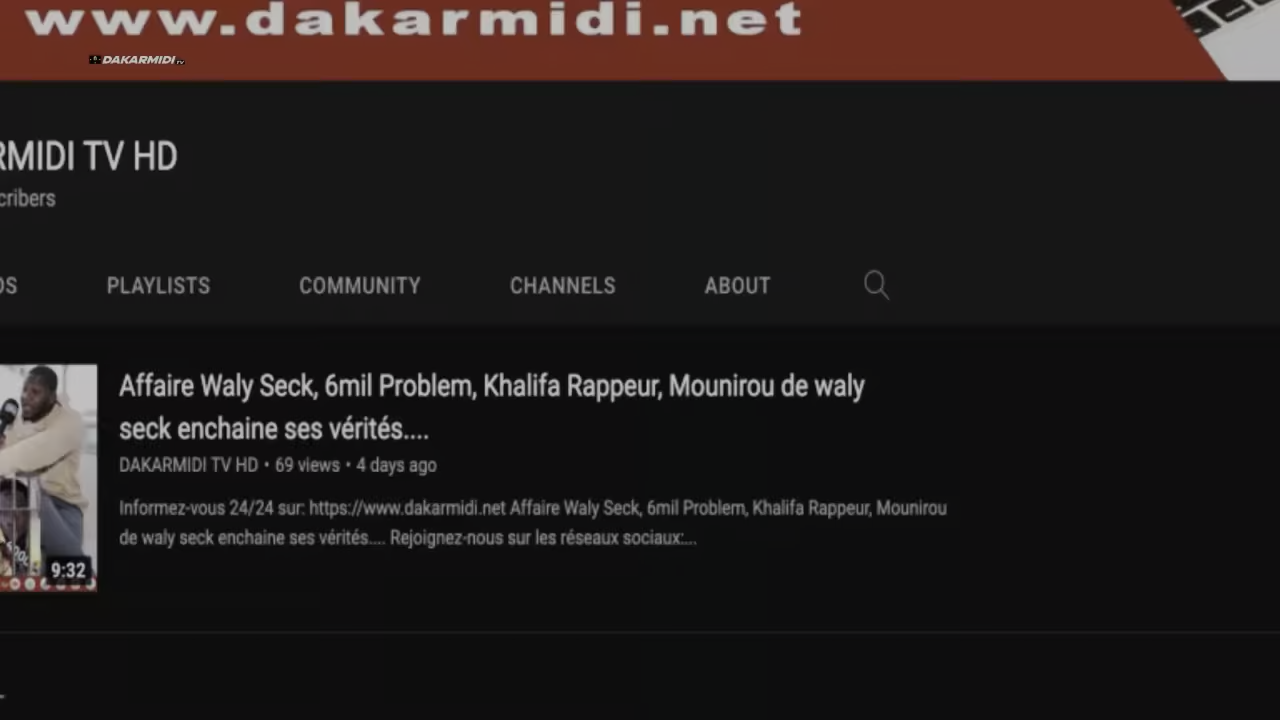 www.dakarmidi.net
DAKARMIDI TV
RMIDI TV HD
cribers
OS PLAYLISTS COMMUNITY CHANNELS ABOUT
Affaire Waly Seck, 6mil Problem, Khalifa Rappeur, Mounirou de waly
seck enchaine ses vérités....
DAKARMIDI TV HD • 69 views • 4 days ago
Informez-vous 24/24 sur: https://www.dakarmidi.net Affaire Waly Seck, 6mil Problem, Khalifa Rappeur, Mounirou
de waly seck enchaine ses vérités.... Rejoignez-nous sur les réseaux sociaux:...
9:32